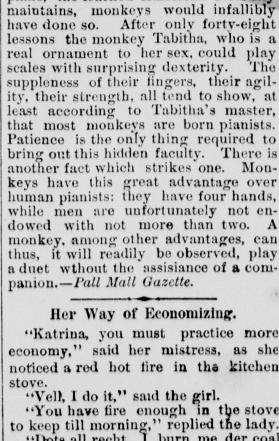 maintains, monkeys would infallibly
have done so. After only forty-eight
lessons the monkey Tabitha, who is a
real ornament to her sex, could play
scales with surprising dexterity. The
suppleness of their fingers, their agil-
ity, their strength, all tend to show, at
least according to Tabitha's master,
that most monkeys are born pianists.
Patience is the only thing required to
bring out this hidden faculty. There is
another fact which strikes one. Mon-
keys have this great advantage over
human pianists: they have four hands,
while men are unfortunately not en-
dowed with not more than two. A
monkey, among other advantages, can
thus, it will readily be observed, play
a duet wthout the assisiance of a com-
panion.—Pall Mall Gazette.
Her Way of Economizing.
"Katrina, you must practice more
economy," said her mistress, as she
noticed a red hot fire in the kitchen
stove.
"Vell, I do it," said the girl.
"You have fire enough in the stove
to keep till morning," replied the lady.
"Dots all recht. I burn me der coal